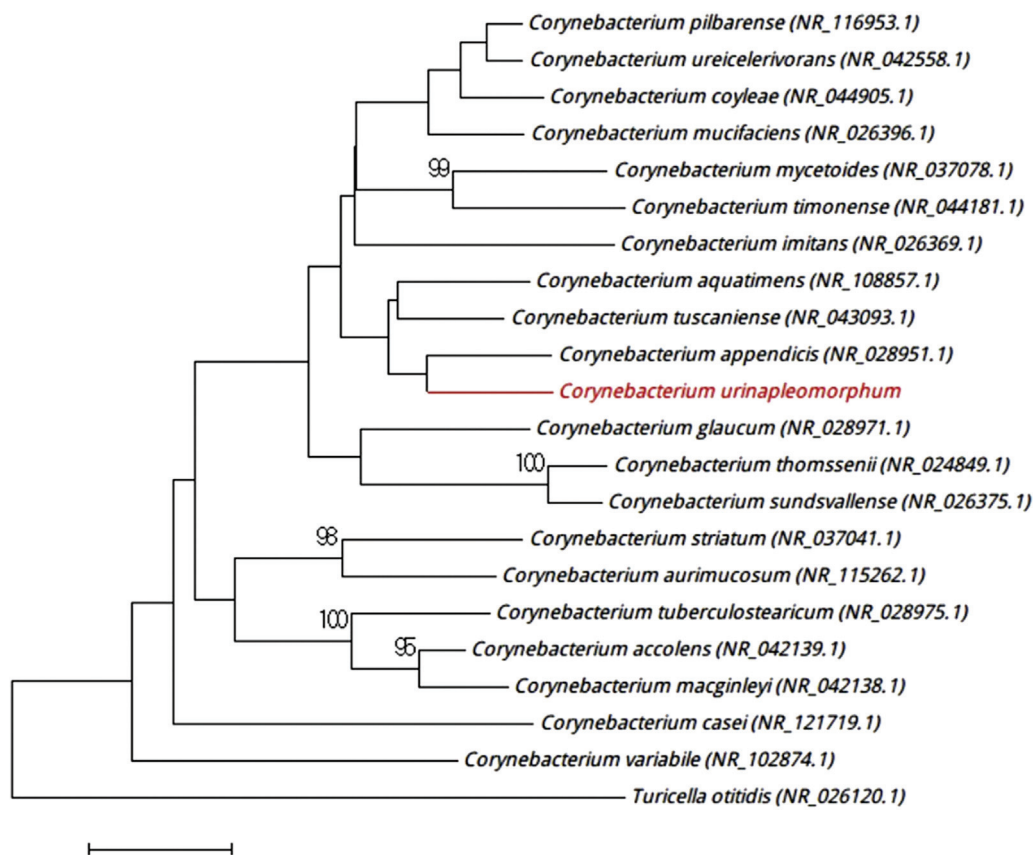 Corynebacterium pilbarense (NR_116953.1)
Corynebacterium ureicelerivorans (NR_042558.1)
Corynebacterium coyleae (NR_044905.1)
Corynebacterium mucifaciens (NR_026396.1)
99
Corynebacterium mycetoides (NR_037078.1)
Corynebacterium timonense (NR_044181.1)
Corynebacterium imitans (NR_026369.1)
Corynebacterium aquatimens (NR_108857.1)
Corynebacterium tuscaniense (NR_043093.1)
Corynebacterium appendicis (NR_028951.1)
Corynebacterium urinapleomorphum
Corynebacterium glaucum (NR_028971.1)
100
Corynebacterium thomssenii (NR_024849.1)
Corynebacterium sundsvallense (NR_026375.1)
98
Corynebacterium striatum (NR_037041.1)
Corynebacterium aurimucosum (NR_115262.1)
100
Corynebacterium tuberculostearicum (NR_028975.1)
95
Corynebacterium accolens (NR_042139.1)
Corynebacterium macginleyi (NR_042138.1)
Corynebacterium casei (NR_121719.1)
Corynebacterium variabile (NR_102874.1)
Turicella otitidis (NR_026120.1)